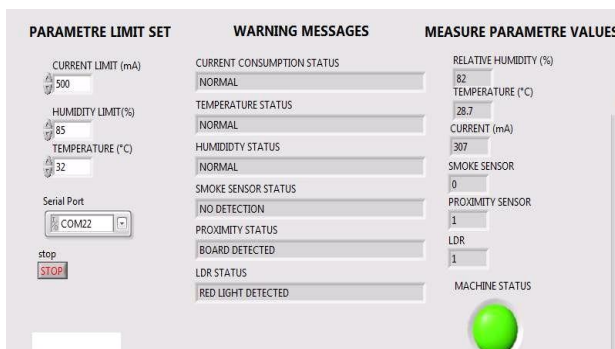 PARAMETRE LIMIT SET
CURRENT LIMIT (mA)
500
HUMIDITY LIMIT(%)
85
TEMPERATURE (°C)
32
Serial Port
COM22
stop
STOP
WARNING MESSAGES
CURRENT CONSUMPTION STATUS
NORMAL
TEMPERATURE STATUS
NORMAL
HUMIDIDTY STATUS
NORMAL
SMOKE SENSOR STATUS
NO DETECTION
PROXIMITY STATUS
BOARD DETECTED
LDR STATUS
RED LIGHT DETECTED
MEASURE PARAMETRE VALUES
RELATIVE HUMIDITY (%)
82
TEMPERATURE (°C)
28.7
CURRENT (mA)
307
SMOKE SENSOR
0
PROXIMITY SENSOR
1
LDR
1
MACHINE STATUS